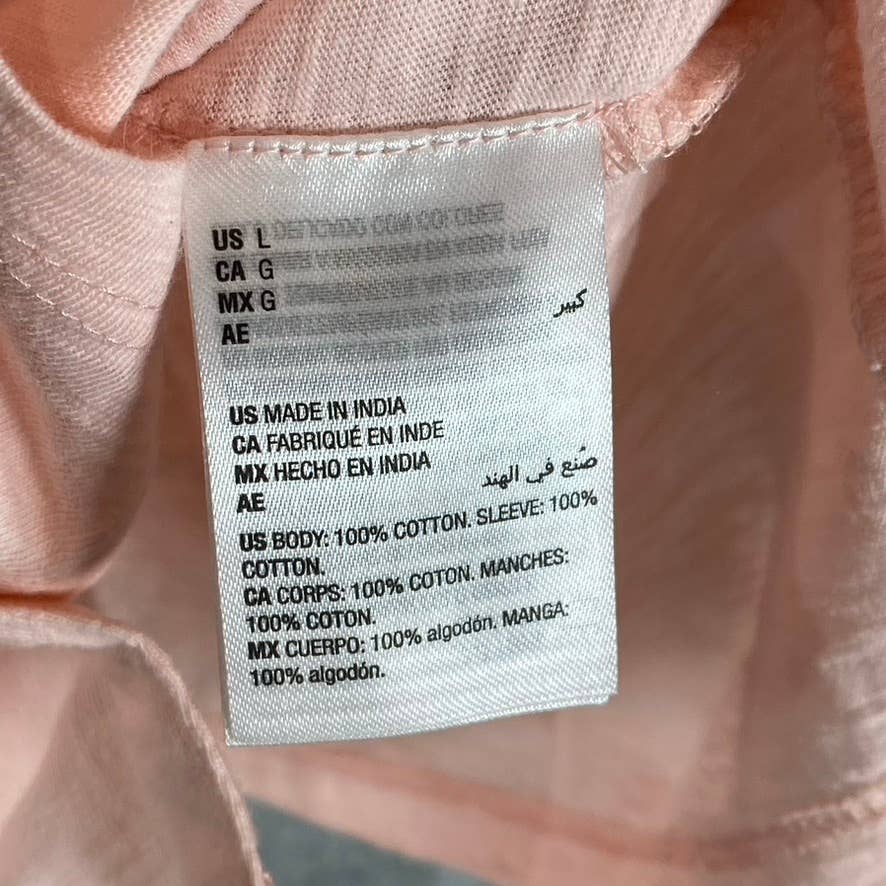 US L
CA G
MX G
AE كبير
US MADE IN INDIA
CA FABRIQUÉ EN INDE
MX HECHO EN INDIA
AE صُنع في الهند
US BODY: 100% COTTON. SLEEVE: 100%
COTTON.
CA CORPS: 100% COTON. MANCHES:
100% COTON.
MX CUERPO: 100% algodón. MANGA:
100% algodón.